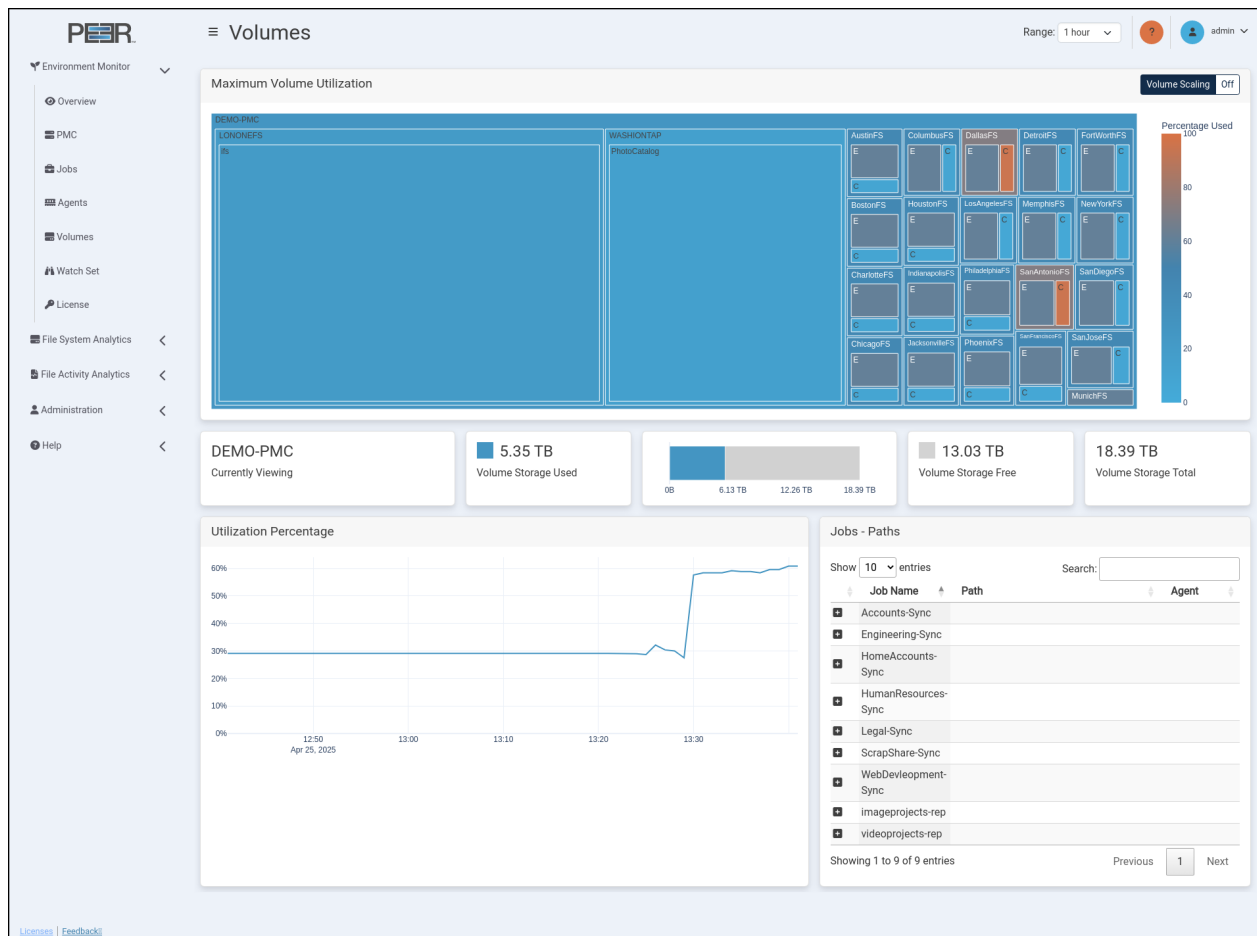 PEER
≡ Volumes
Range: 1 hour
?
admin
Environment Monitor
Overview
PMC
Jobs
Agents
Volumes
Watch Set
License
File System Analytics
File Activity Analytics
Administration
Help
Maximum Volume Utilization
Volume Scaling Off
DEMO-PMC
LONONEFS
ifs
WASHIONTAP
PhotoCatalog
AustinFS
E
C
ColumbusFS
E C
DallasFS
E C
DetroitFS
E C
FortWorthFS
E C
BostonFS
E
C
HoustonFS
E
C
LosAngelesFS
E C
MemphisFS
E C
NewYorkFS
E C
CharlotteFS
E
C
IndianapolisFS
E
C
PhiladelphiaFS
E
C
SanAntonioFS
E C
SanDiegoFS
E C
ChicagoFS
E
C
JacksonvilleFS
E
C
PhoenixFS
E
C
SanFranciscoFS
E
C
SanJoseFS
E C
MunichFS
Percentage Used
100
80
60
40
20
0
DEMO-PMC
Currently Viewing
5.35 TB
Volume Storage Used
0B 6.13 TB 12.26 TB 18.39 TB
13.03 TB
Volume Storage Free
18.39 TB
Volume Storage Total
Utilization Percentage
60%
50%
40%
30%
20%
10%
0%
12:50 13:00 13:10 13:20 13:30
Apr 25, 2025
Jobs - Paths
Show 10 entries
Search:
Job Name Path Agent
Accounts-Sync
Engineering-Sync
HomeAccounts-
Sync
HumanResources-
Sync
Legal-Sync
ScrapShare-Sync
WebDevleopment-
Sync
imageprojects-rep
videoprojects-rep
Showing 1 to 9 of 9 entries
Previous 1 Next
Licenses | Feedback